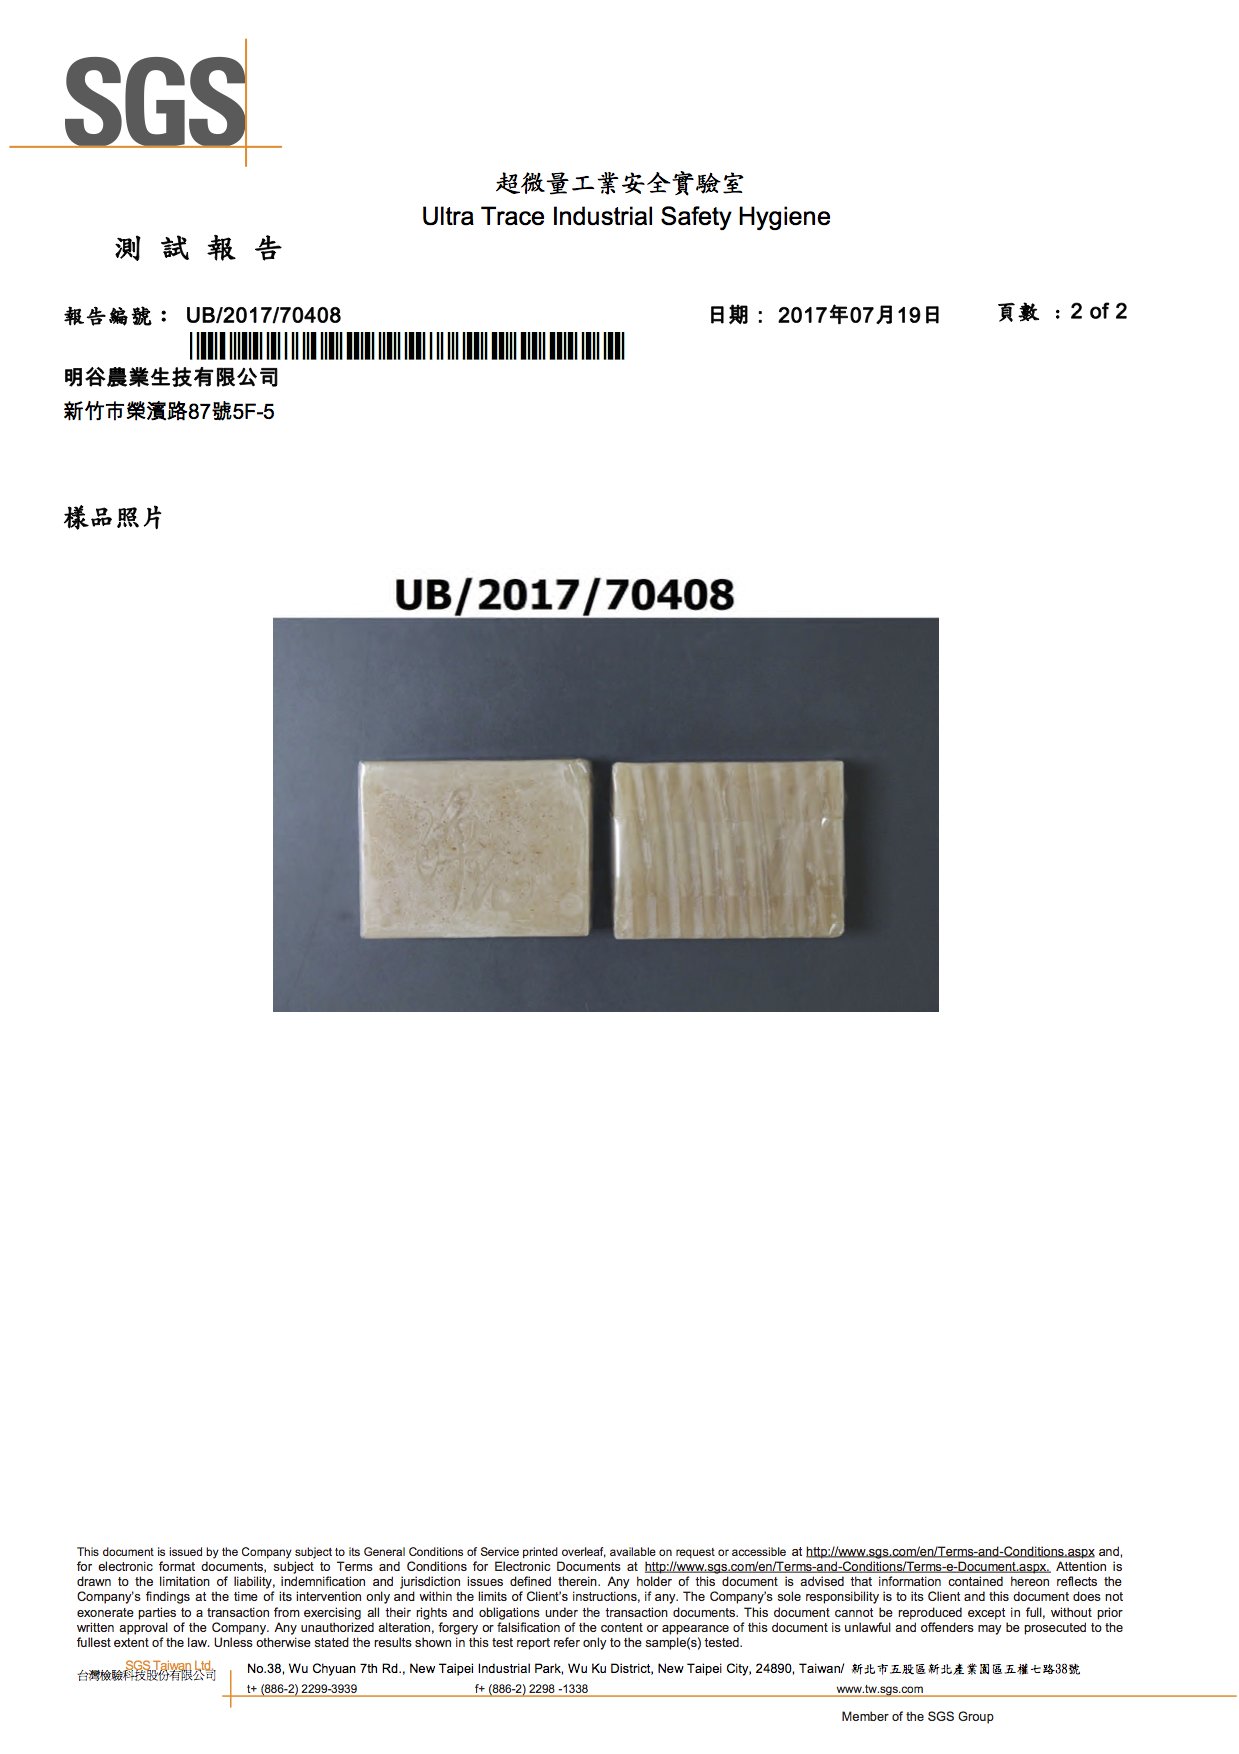 SGS
超微量工業安全實驗室
Ultra Trace Industrial Safety Hygiene
測 試 報 告
報告編號： UB/2017/70408 日期： 2017年07月19日 頁數 ：2 of 2
明谷農業生技有限公司
新竹市榮濱路87號5F-5
樣品照片
UB/2017/70408
This document is issued by the Company subject to its General Conditions of Service printed overleaf, available on request or accessible at http://www.sgs.com/en/Terms-and-Conditions.aspx and,
for electronic format documents, subject to Terms and Conditions for Electronic Documents at http://www.sgs.com/en/Terms-and-Conditions/Terms-e-Document.aspx. Attention is
drawn to the limitation of liability, indemnification and jurisdiction issues defined therein. Any holder of this document is advised that information contained hereon reflects the
Company's findings at the time of its intervention only and within the limits of Client's instructions, if any. The Company's sole responsibility is to its Client and this document does not
exonerate parties to a transaction from exercising all their rights and obligations under the transaction documents. This document cannot be reproduced except in full, without prior
written approval of the Company. Any unauthorized alteration, forgery or falsification of the content or appearance of this document is unlawful and offenders may be prosecuted to the
fullest extent of the law. Unless otherwise stated the results shown in this test report refer only to the sample(s) tested.
SGS Taiwan Ltd.
台灣檢驗科技股份有限公司
No.38, Wu Chyuan 7th Rd., New Taipei Industrial Park, Wu Ku District, New Taipei City, 24890, Taiwan/ 新北市五股區新北產業園區五權七路38號
t+ (886-2) 2299-3939 f+ (886-2) 2298 -1338 www.tw.sgs.com
Member of the SGS Group